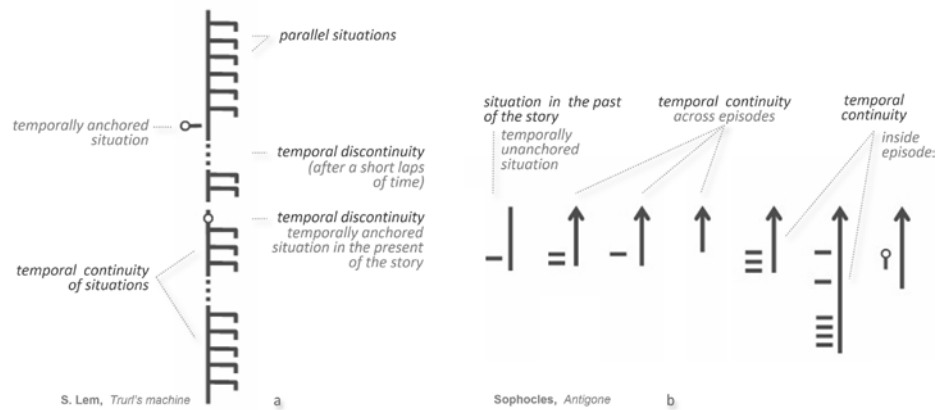 parallel situations
temporally anchored
situation
temporal discontinuity
(after a short laps
of time)
temporal discontinuity
temporally anchored
situation in the present
of the story
temporal continuity
of situations
S. Lem, Trurl's machine
a
situation in the past
of the story
temporally
unanchored
situation
temporal continuity
across episodes
temporal
continuity
inside
episode:
Sophocles, Antigone
b